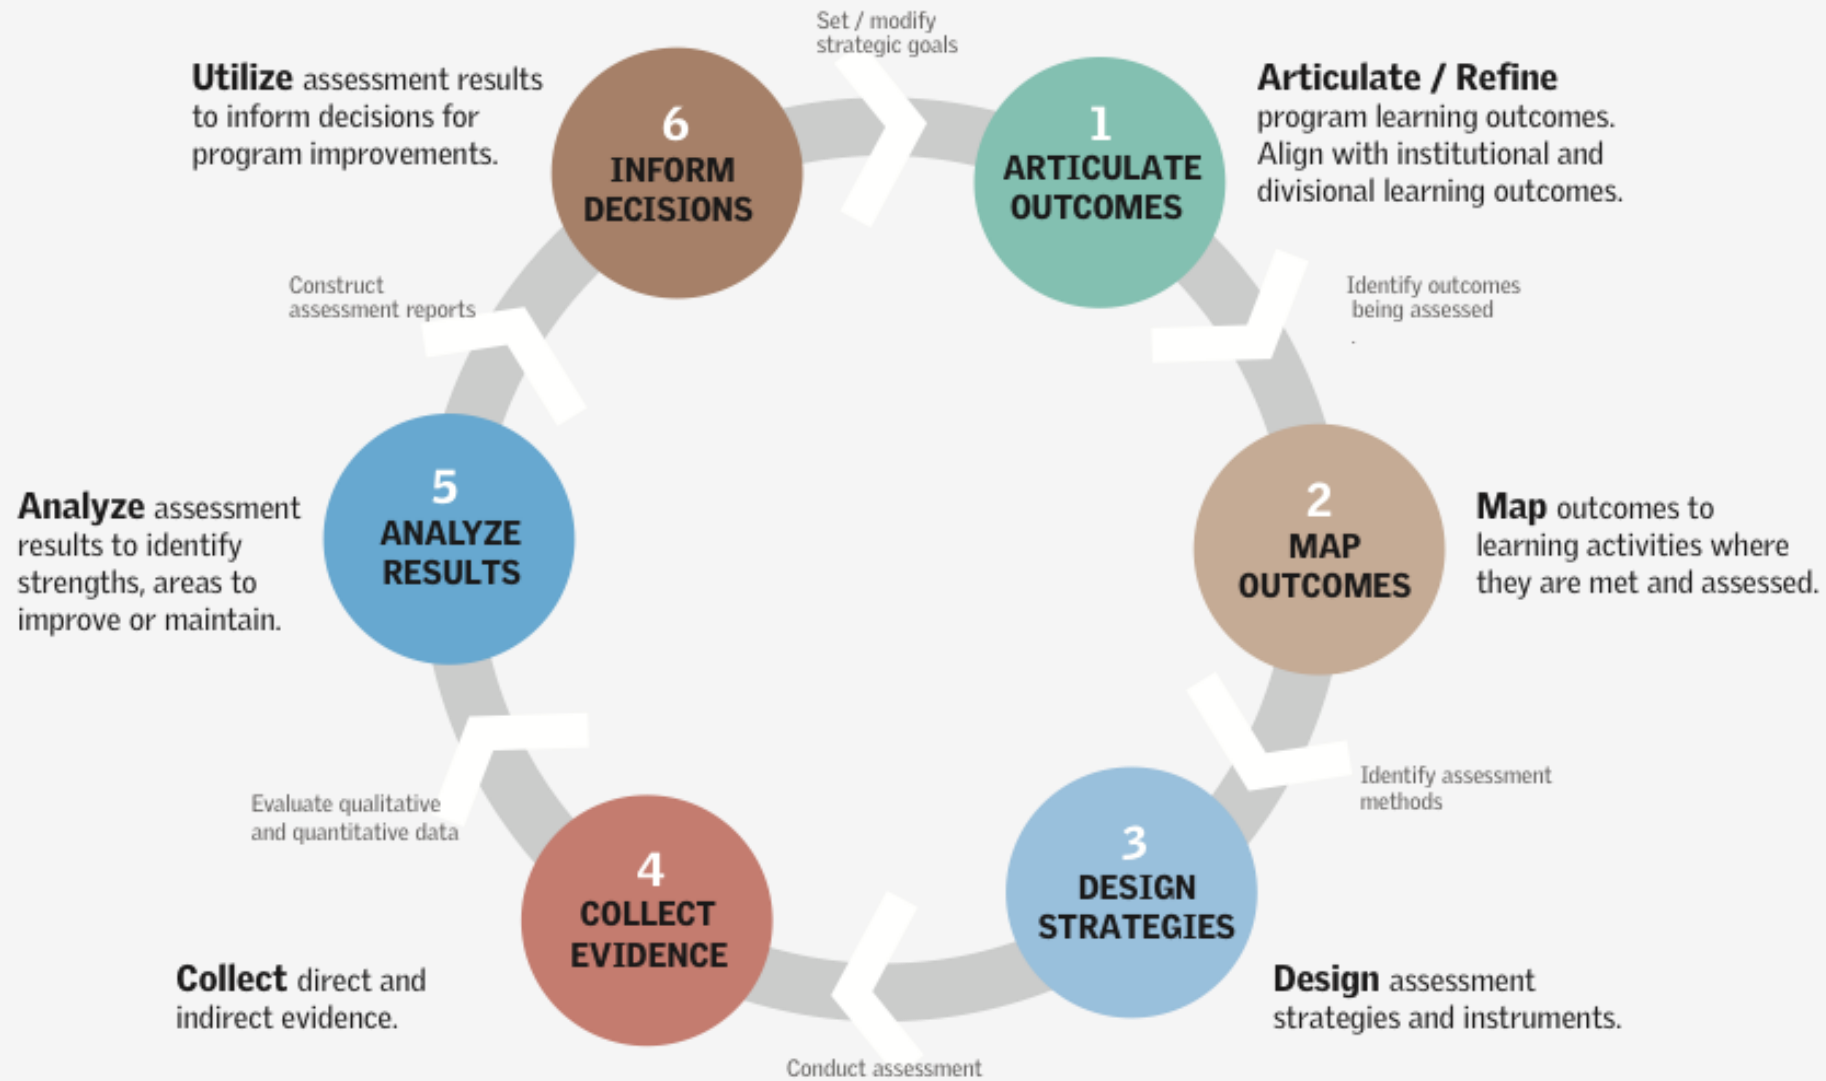 Set / modify
strategic goals
Utilize assessment results
to inform decisions for
program improvements.
6
INFORM
DECISIONS
1
ARTICULATE
OUTCOMES
Articulate / Refine
program learning outcomes.
Align with institutional and
divisional learning outcomes.
Construct
assessment reports
Identify outcomes
being assessed
.
Analyze assessment
results to identify
strengths, areas to
improve or maintain.
5
ANALYZE
RESULTS
2
MAP
OUTCOMES
Map outcomes to
learning activities where
they are met and assessed.
Evaluate qualitative
and quantitative data
Identify assessment
methods
4
COLLECT
EVIDENCE
3
DESIGN
STRATEGIES
Collect direct and
indirect evidence.
Design assessment
strategies and instruments.
Conduct assessment